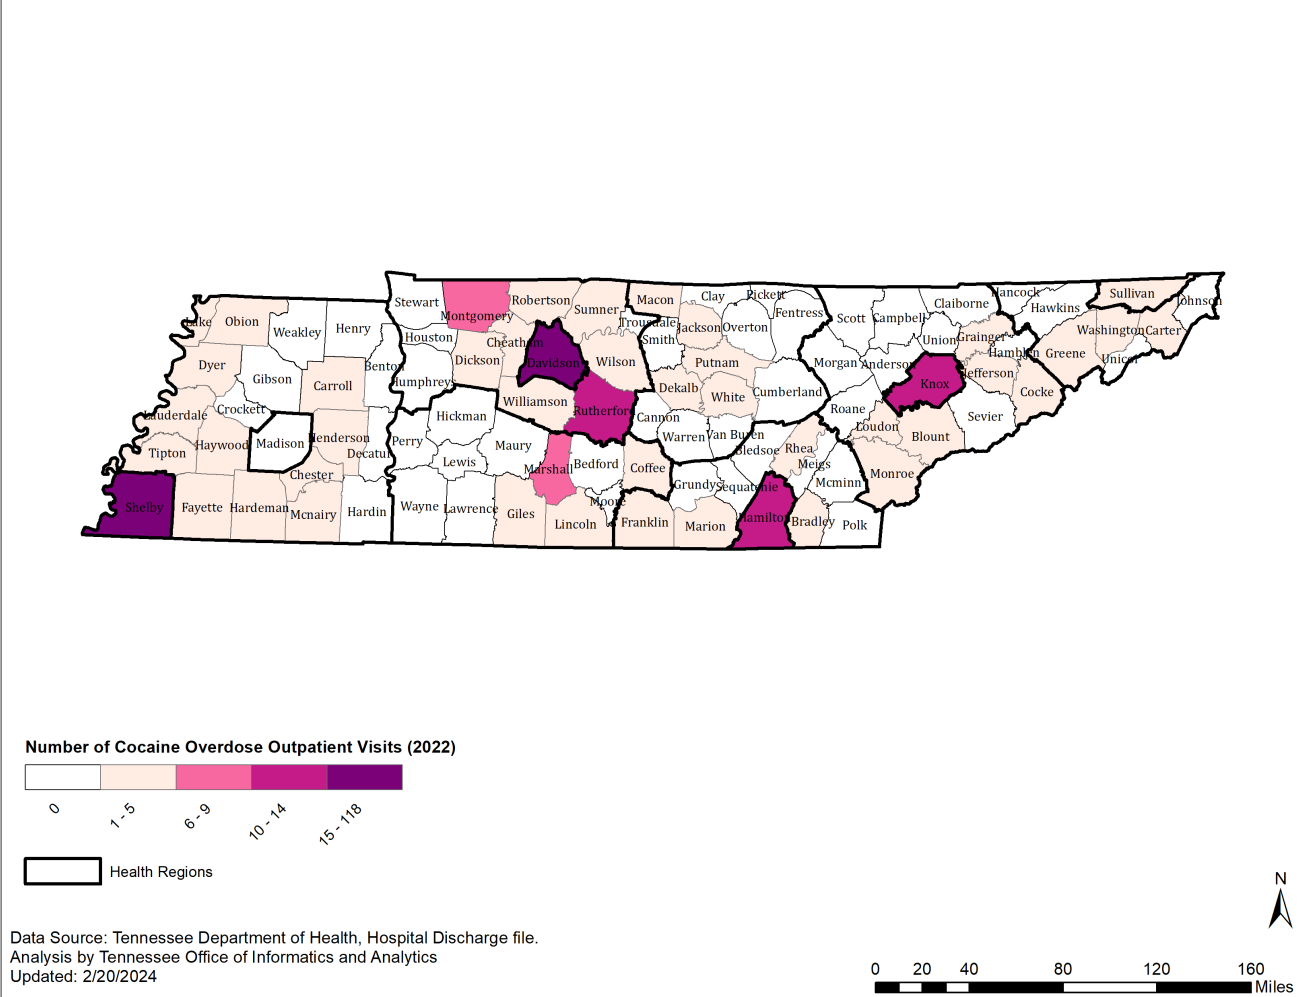 Stewart
Montgomery
Robertson
Sumner
Macon
Clay
Pickett
Fentress
Scott
Campbell
Claiborne
Hancock
Hawkins
Sullivan
Johnson
Lake
Obion
Weakley
Henry
Houston
Cheatham
Trousdale
Smith
Jackson
Overton
Union
Grainger
Hamblen
Greene
Washington
Carter
Unicoi
Dyer
Gibson
Carroll
Benton
Humphreys
Dickson
Davidson
Wilson
Putnam
Morgan
Anderson
Knox
Jefferson
Cocke
Lauderdale
Crockett
Madison
Henderson
Decatur
Perry
Hickman
Williamson
Rutherford
Cannon
Dekalb
White
Cumberland
Roane
Loudon
Blount
Sevier
Tipton
Haywood
Chester
Lewis
Maury
Marshall
Bedford
Coffee
Warren
Van Buren
Bledsoe
Rhea
Meigs
Mcminn
Monroe
Shelby
Fayette
Hardeman
Mcnairy
Hardin
Wayne
Lawrence
Giles
Lincoln
Moore
Franklin
Grundy
Sequatchie
Marion
Hamilton
Bradley
Polk
Number of Cocaine Overdose Outpatient Visits (2022)
0
1 - 5
6 - 9
10 - 14
15 - 118
Health Regions
N
Data Source: Tennessee Department of Health, Hospital Discharge file.
Analysis by Tennessee Office of Informatics and Analytics
Updated: 2/20/2024
0 20 40 80 120 160
Miles